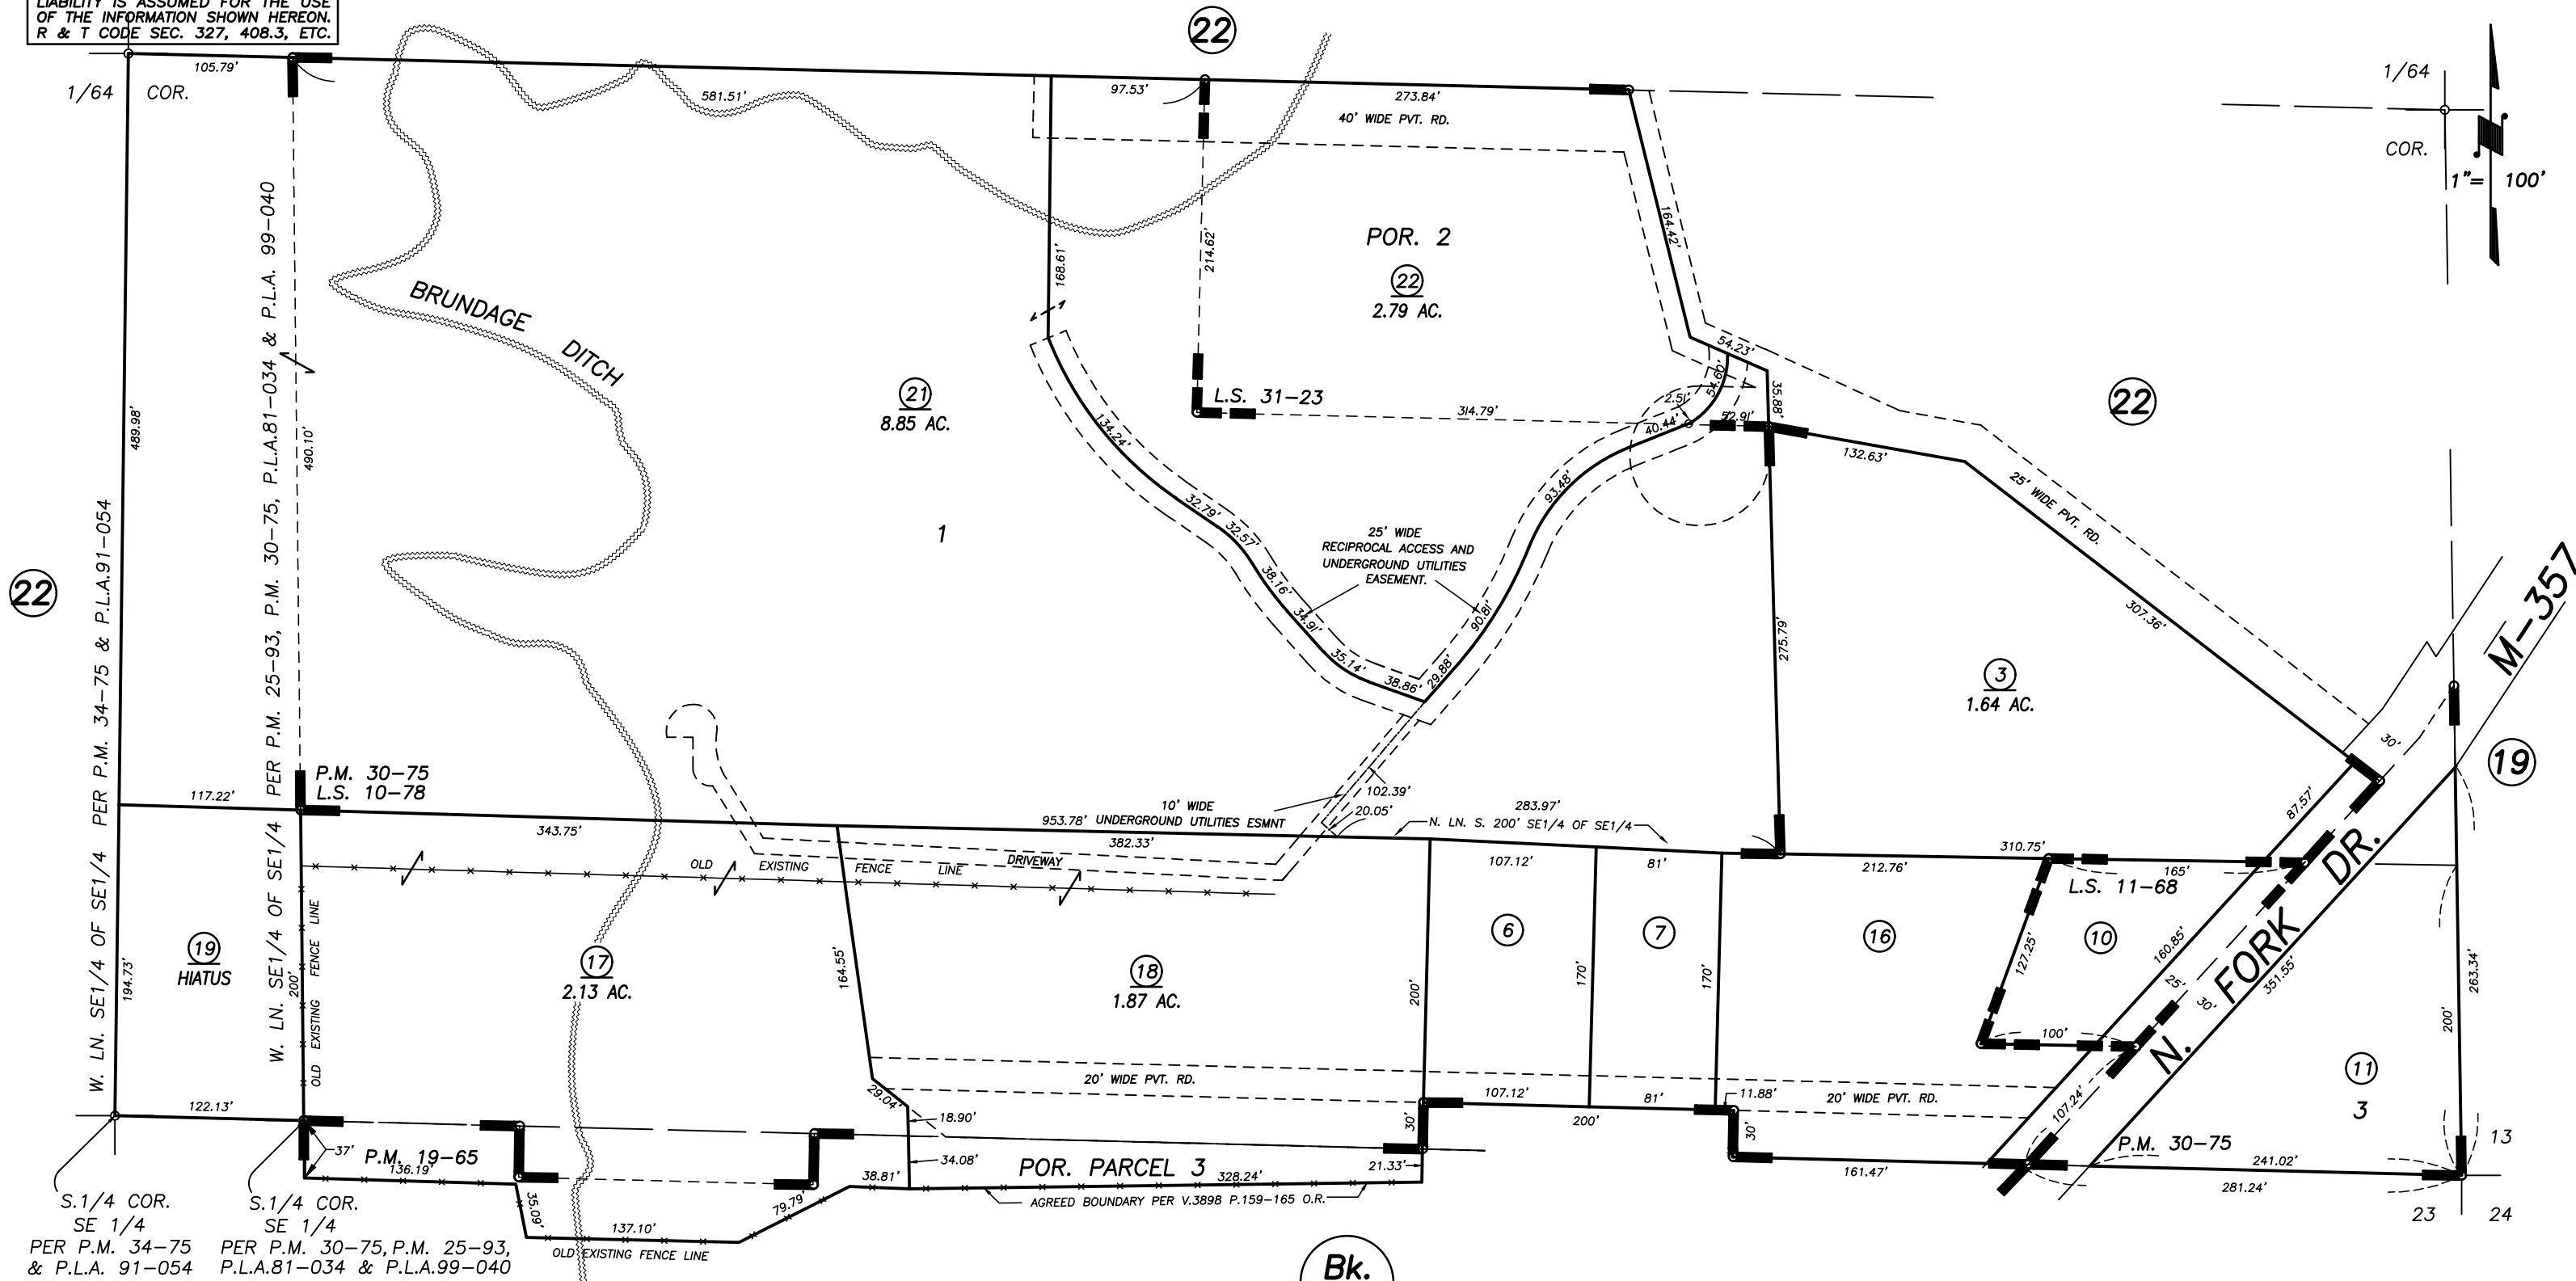 LIABILITY IS ASSUMED FOR THE USE
OF THE INFORMATION SHOWN HEREON.
R & T CODE SEC. 327, 408.3, ETC.
22
105.79'
1/64 COR.
581.51'
97.53'
273.84'
40' WIDE PVT. RD.
1/64
COR.
1"= 100'
W. LN. SE1/4 OF SE1/4 PER P.M. 34-75 & P.L.A.91-054
W. LN. SE1/4 OF SE1/4 PER P.M. 25-93, P.M. 30-75, P.L.A.81-034 & P.L.A. 99-040
489.98'
490.10'
BRUNDAGE
DITCH
168.61'
214.62'
POR. 2
22
2.79 AC.
164.42'
54.23'
35.88'
54.60'
2.51'
52.91'
40.44'
21
8.85 AC.
L.S. 31-23
314.79'
22
132.63'
25' WIDE PVT. RD.
134.24'
32.79'
32.57'
38.16'
34.91'
35.14'
38.86'
29.88'
90.81'
93.48'
1
25' WIDE
RECIPROCAL ACCESS AND
UNDERGROUND UTILITIES
EASEMENT.
22
275.79'
307.36'
3
1.64 AC.
M-357
30'
19
P.M. 30-75
L.S. 10-78
117.22'
343.75'
10' WIDE
953.78' UNDERGROUND UTILITIES ESMNT
102.39'
20.05'
283.97'
N. LN. S. 200' SE1/4 OF SE1/4
87.57'
382.33'
107.12'
81'
212.76'
310.75'
165'
OLD EXISTING FENCE LINE
DRIVEWAY
L.S. 11-68
19
HIATUS
194.73'
200'
OLD EXISTING FENCE LINE
17
2.13 AC.
164.55'
18
1.87 AC.
200'
6
170'
7
170'
16
127.25'
10
160.85'
25'
30'
N. FORK DR.
351.55'
263.34'
200'
100'
20' WIDE PVT. RD.
29.04'
18.90'
107.12'
81'
11.88'
20' WIDE PVT. RD.
107.24'
11
3
122.13'
37'
P.M. 19-65
136.19'
30'
200'
30'
P.M. 30-75
13
34.08'
POR. PARCEL 3
21.33'
161.47'
241.02'
38.81'
328.24'
281.24'
AGREED BOUNDARY PER V.3898 P.159-165 O.R.
35.09'
79.79'
137.10'
OLD EXISTING FENCE LINE
23
24
S.1/4 COR.
SE 1/4
PER P.M. 34-75
& P.L.A. 91-054
S.1/4 COR.
SE 1/4
PER P.M. 30-75, P.M. 25-93,
P.L.A.81-034 & P.L.A.99-040
Bk.